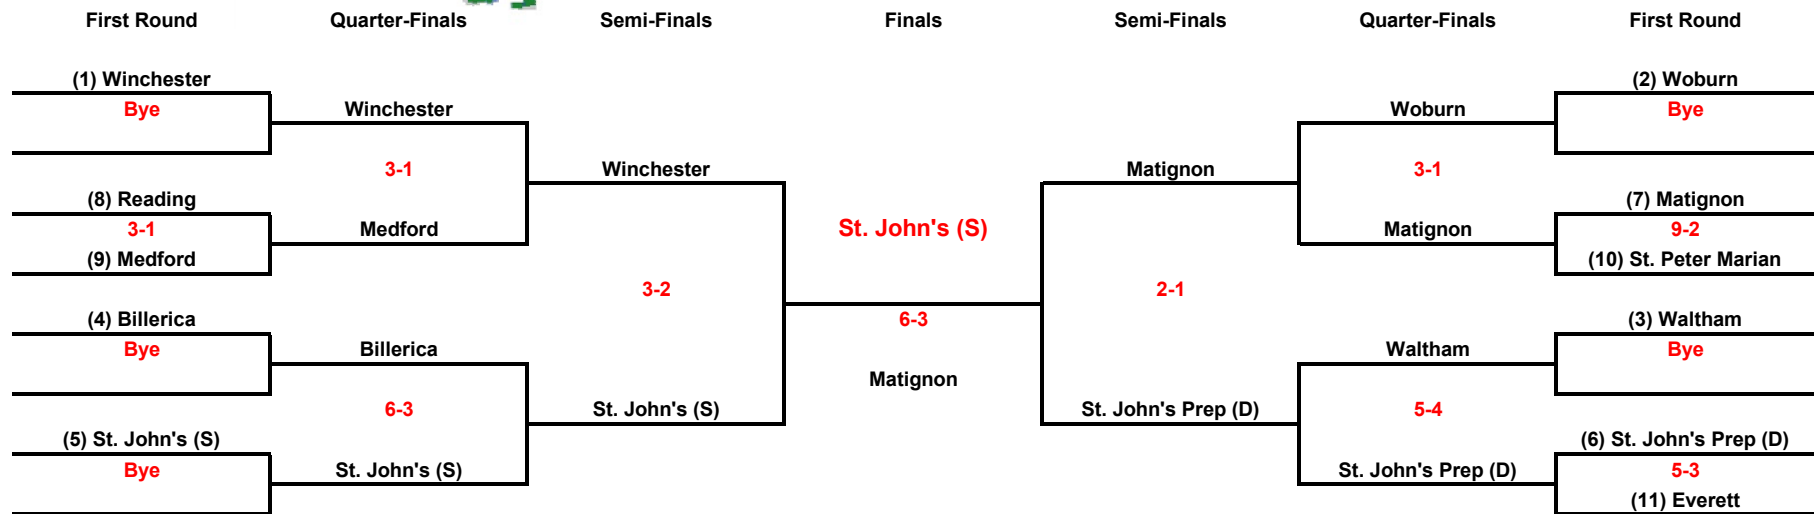 First Round Quarter-Finals Semi-Finals Finals Semi-Finals Quarter-Finals First Round
(1) Winchester (2) Woburn
Bye Winchester Woburn Bye
3-1 Winchester Matignon 3-1
(8) Reading (7) Matignon
3-1 Medford St. John's (S) Matignon 9-2
(9) Medford (10) St. Peter Marian
3-2 2-1
(4) Billerica 6-3 (3) Waltham
Bye Billerica Waltham Bye
Matignon
6-3 St. John's (S) St. John's Prep (D) 5-4
(5) St. John's (S) (6) St. John's Prep (D)
Bye St. John's (S) St. John's Prep (D) 5-3
(11) Everett